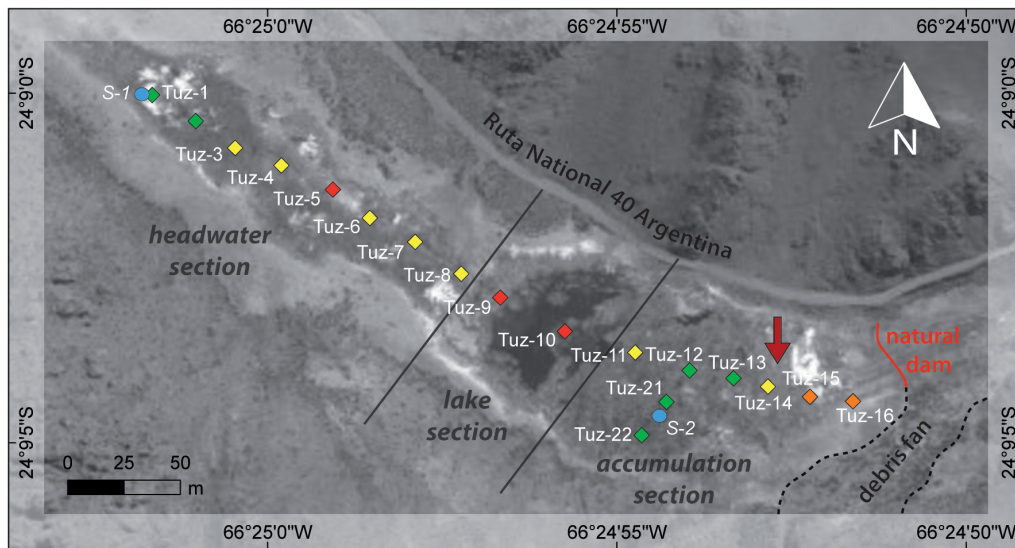 66°25'0"W
66°24'55"W
66°24'50"W
24°9'0"S
24°9'0"S
S-1
Tuz-1
Tuz-3
Tuz-4
Tuz-5
Tuz-6
Tuz-7
Tuz-8
Tuz-9
Tuz-10
Tuz-11
Tuz-12
Tuz-13
Tuz-14
Tuz-15
Tuz-16
Tuz-21
Tuz-22
S-2
Ruta National 40 Argentina
N
headwater
section
lake
section
accumulation
section
natural
dam
debris fan
24°9'5"S
24°9'5"S
0 25 50
m
66°25'0"W
66°24'55"W
66°24'50"W